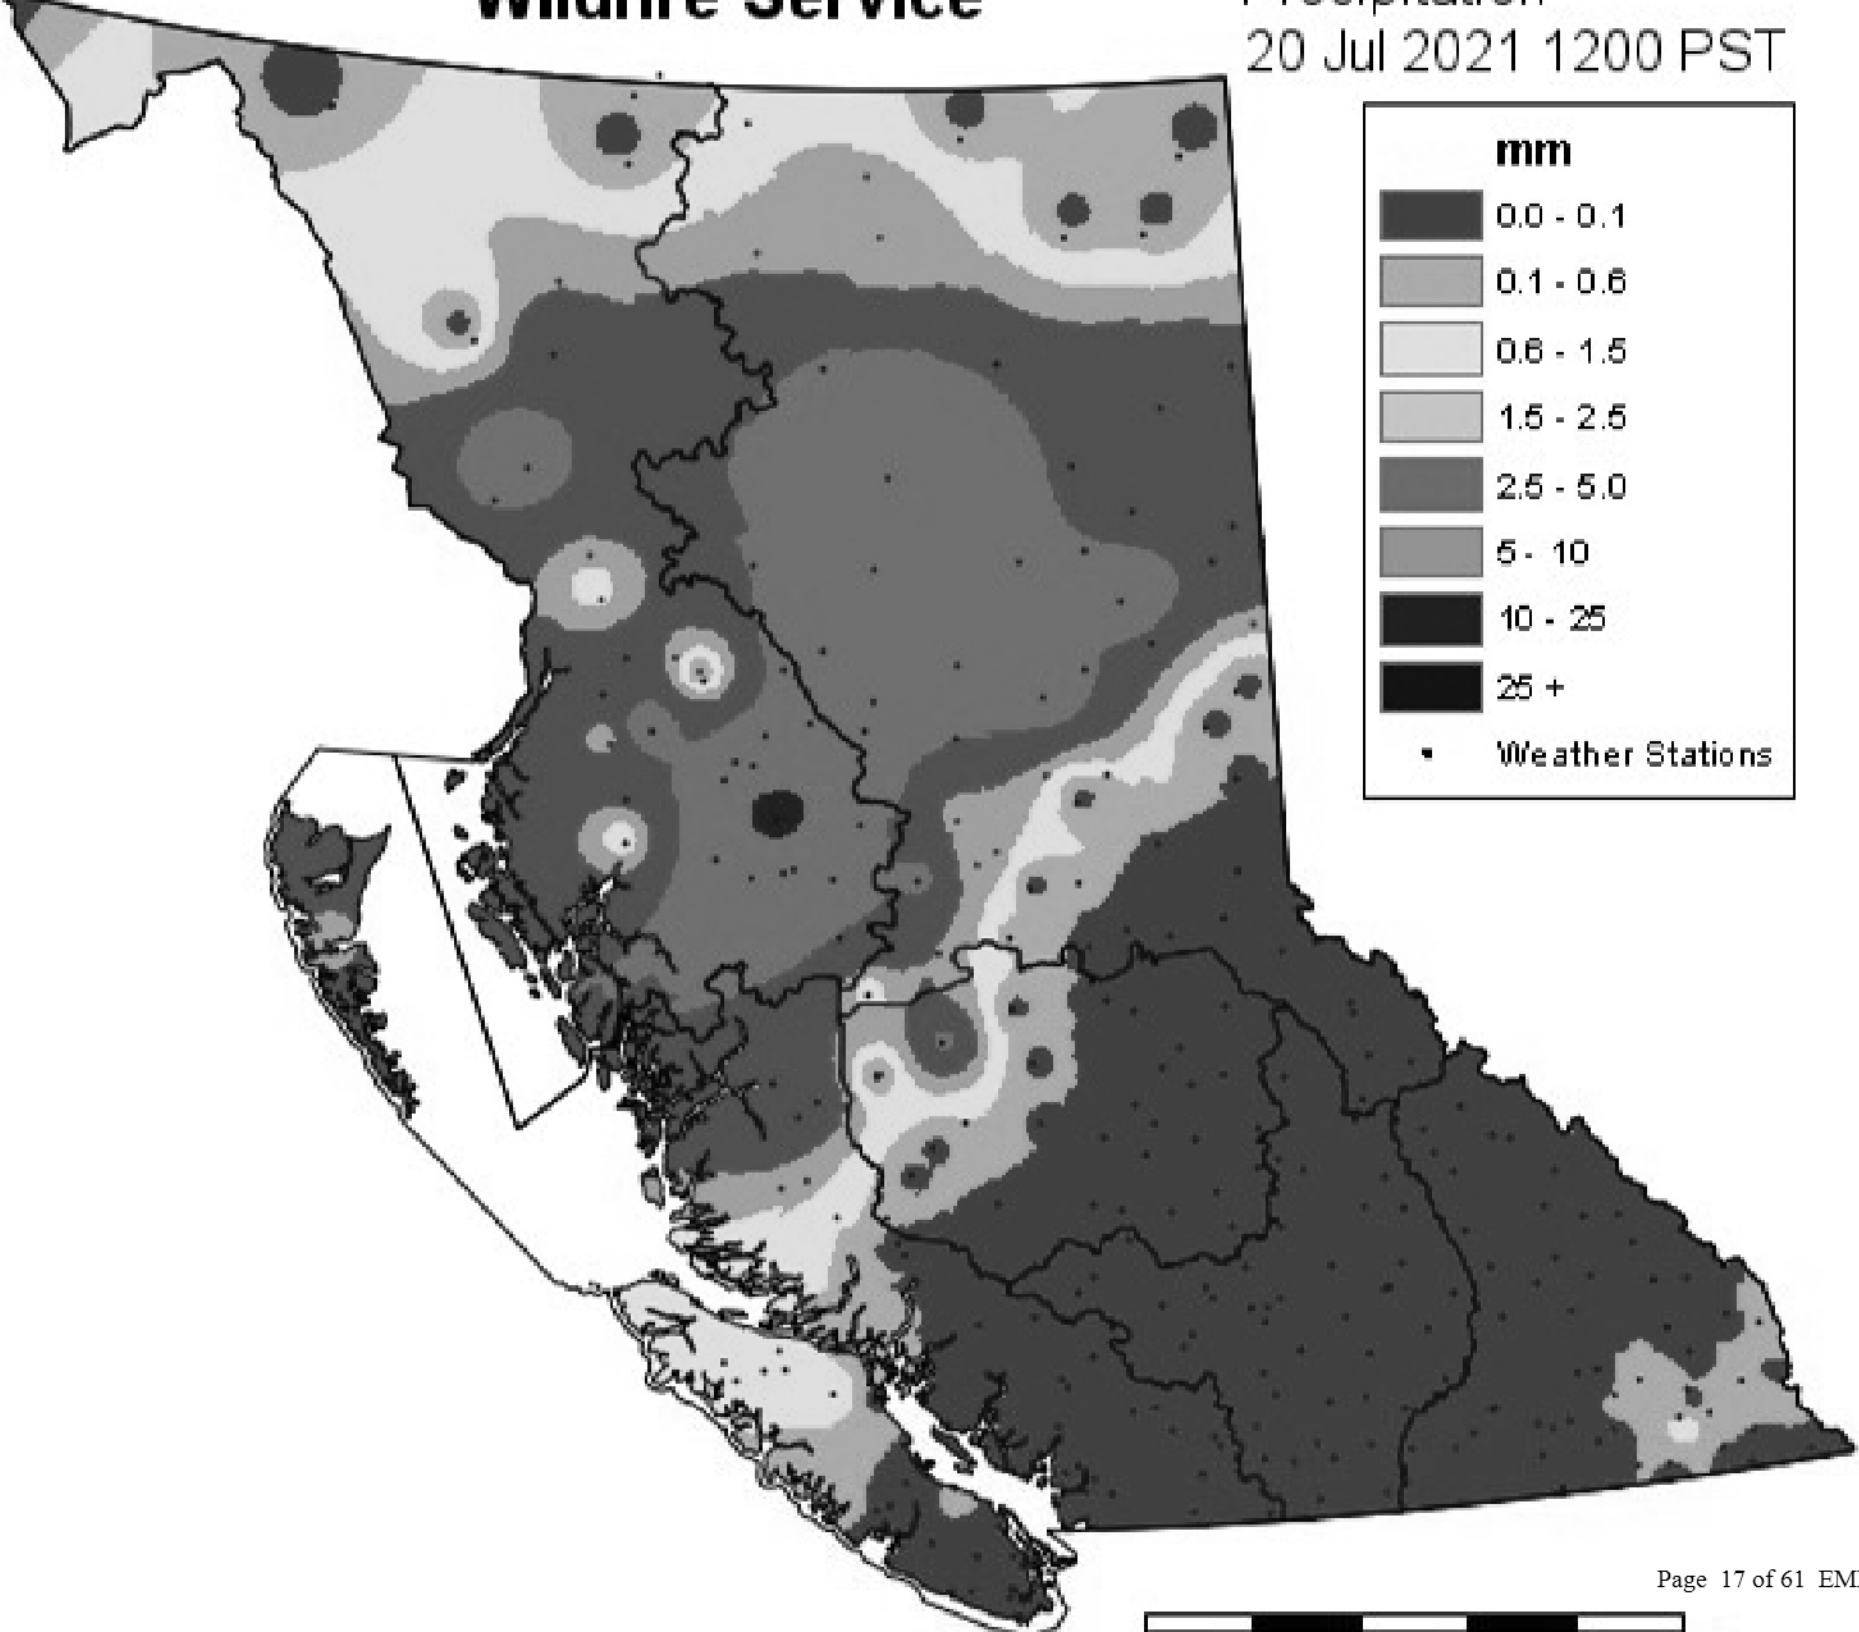 Wildfire Service
Precipitation
20 Jul 2021 1200 PST
mm
0.0 - 0.1
0.1 - 0.6
0.6 - 1.5
1.5 - 2.5
2.5 - 5.0
5 - 10
10 - 25
25 +
Weather Stations
Page 17 of 61 EM